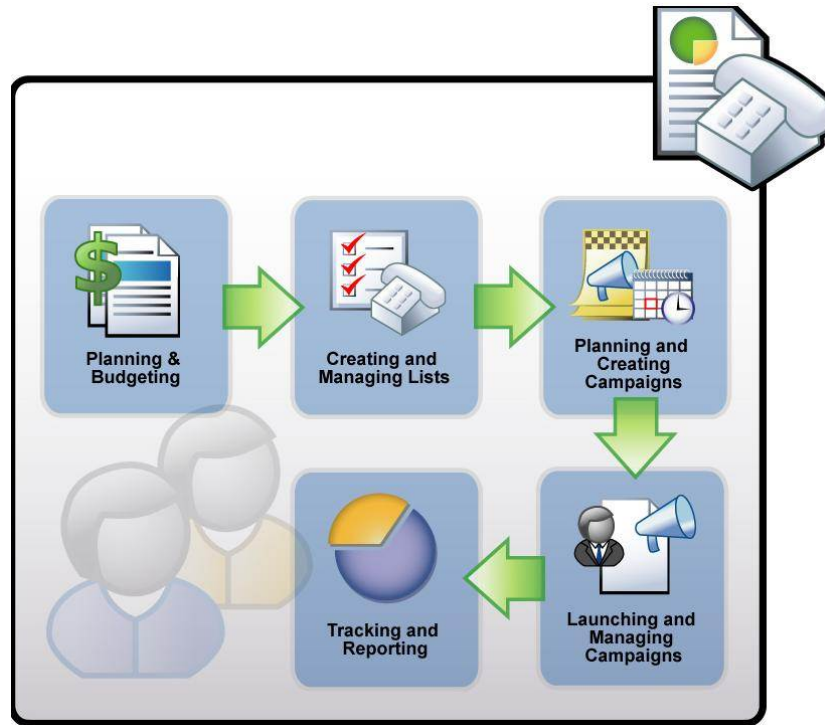 Planning &
Budgeting
Creating and
Managing Lists
Planning and
Creating
Campaigns
Launching and
Managing
Campaigns
Tracking and
Reporting